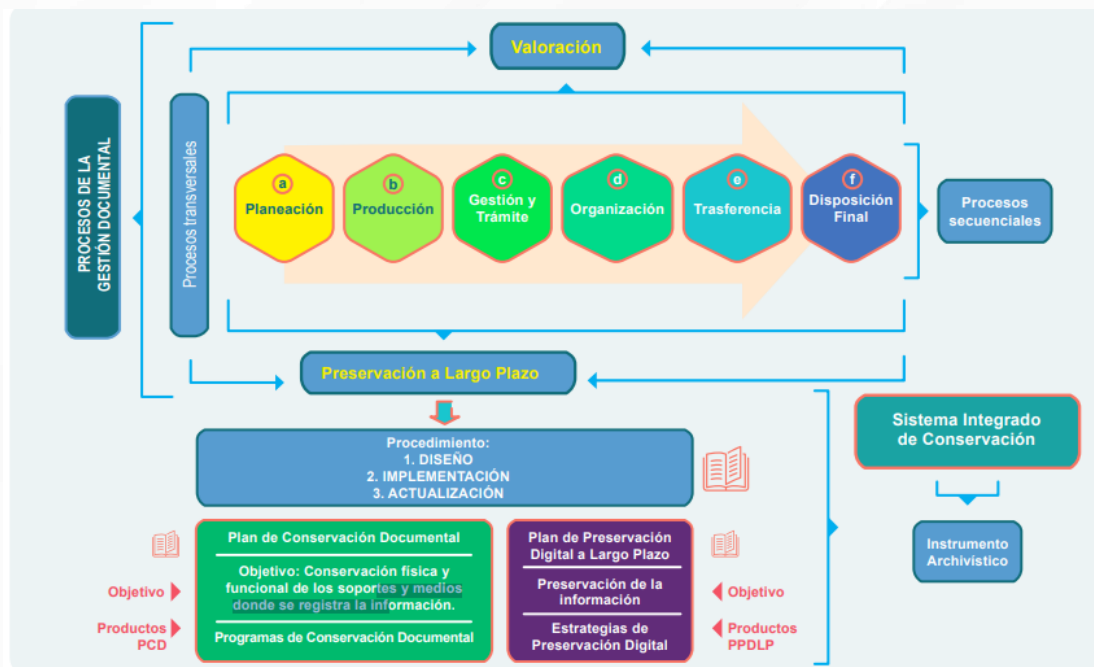 Valoración
PROCESOS DE LA
GESTIÓN DOCUMENTAL
Procesos transversales
a
Planeación
b
Producción
c
Gestión y
Trámite
d
Organización
e
Trasferencia
f
Disposición
Final
Procesos
secuenciales
Preservación a Largo Plazo
Procedimiento:
1. DISEÑO
2. IMPLEMENTACIÓN
3. ACTUALIZACIÓN
Sistema Integrado
de Conservación
Instrumento
Archivístico
Plan de Conservación Documental
Objetivo: Conservación física y
funcional de los soportes y medios
donde se registra la información.
Programas de Conservación Documental
Objetivo
Productos
PCD
Plan de Preservación
Digital a Largo Plazo
Preservación de la
información
Estrategias de
Preservación Digital
Objetivo
Productos
PPDLP